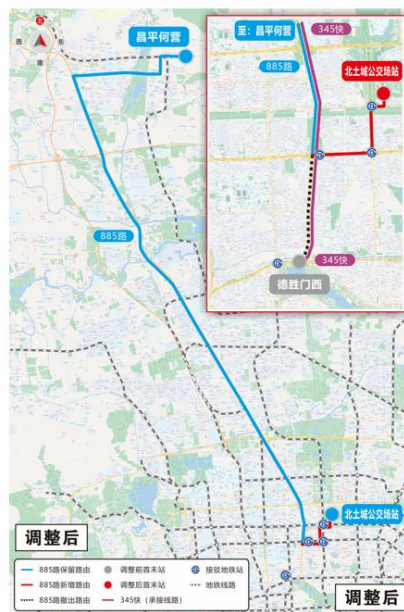 北
西
东
南
昌平何营
至：昌平何营
345快
885路
北土城公交场站
885路
345快
德胜门西
北土城公交场站
调整后
885路保留路由
调整前首末站
接驳地铁站
885路新增路由
调整后首末站
地铁线路
885路撤出路由
345快（承接线路）
调整后